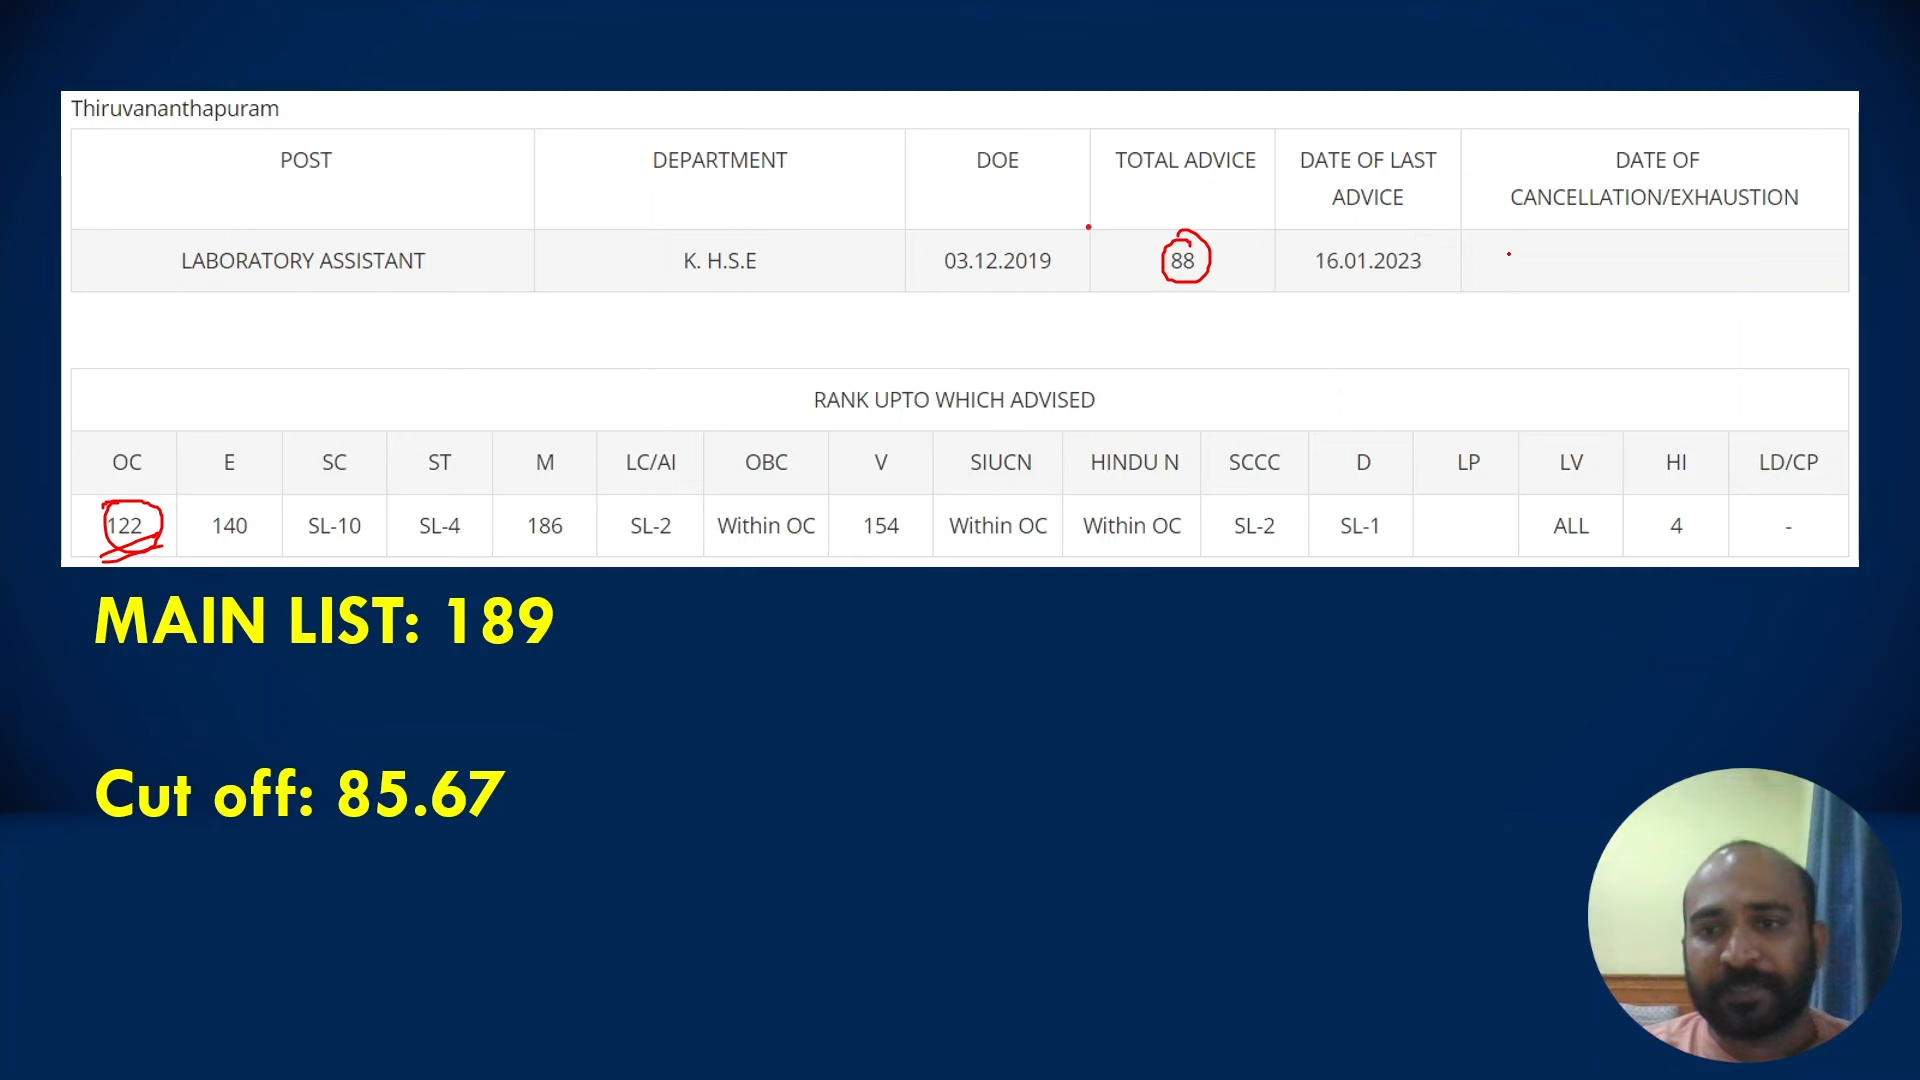 Thiruvananthapuram
POST DEPARTMENT DOE TOTAL ADVICE DATE OF LAST ADVICE DATE OF CANCELLATION/EXHAUSTION
LABORATORY ASSISTANT K. H.S.E 03.12.2019 88 16.01.2023
RANK UPTO WHICH ADVISED
OC E SC ST M LC/AI OBC V SIUCN HINDU N SCCC D LP LV HI LD/CP
122 140 SL-10 SL-4 186 SL-2 Within OC 154 Within OC Within OC SL-2 SL-1 ALL 4 -
MAIN LIST: 189
Cut off: 85.67